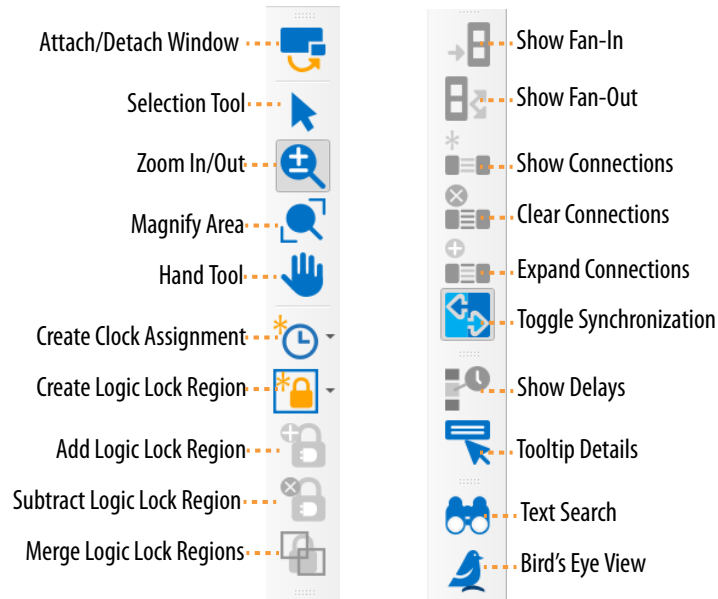 Attach/Detach Window
Selection Tool
Zoom In/Out
Magnify Area
Hand Tool
Create Clock Assignment
Create Logic Lock Region
Add Logic Lock Region
Subtract Logic Lock Region
Merge Logic Lock Regions
Show Fan-In
Show Fan-Out
Show Connections
Clear Connections
Expand Connections
Toggle Synchronization
Show Delays
Tooltip Details
Text Search
Bird's Eye View